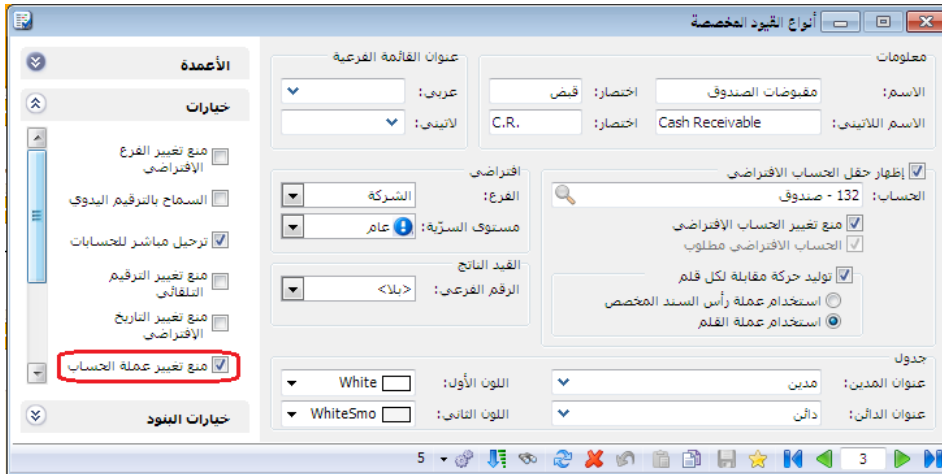 أنواع القيود المخصصة
معلومات
الاسم: مقبوضات الصندوق اختصار: قبض
الاسم اللاتيني: Cash Receivable اختصار: C.R.
عنوان القائمة الفرعية
عربي:
لاتيني:
إظهار حقل الحساب الافتراضي
الحساب: 132 - صندوق
منع تغيير الحساب الإفتراضي
الحساب الافتراضي مطلوب
توليد حركة مقابلة لكل قلم
استخدام عملة رأس السند المخصص
استخدام عملة القلم
افتراضي
الفرع: الشركة
مستوى السرّية: عام
القيد الناتج
الرقم الفرعي: <بلا>
جدول
عنوان المدين: مدين
عنوان الدائن: دائن
اللون الأول: White
اللون الثاني: WhiteSmo
الأعمدة
خيارات
منع تغيير الفرع
الإفتراضي
السماح بالترقيم اليدوي
ترحيل مباشر للحسابات
منع تغيير الترقيم
التلقائي
منع تغيير التاريخ
الإفتراضي
منع تغيير عملة الحساب
خيارات البنود
3
5